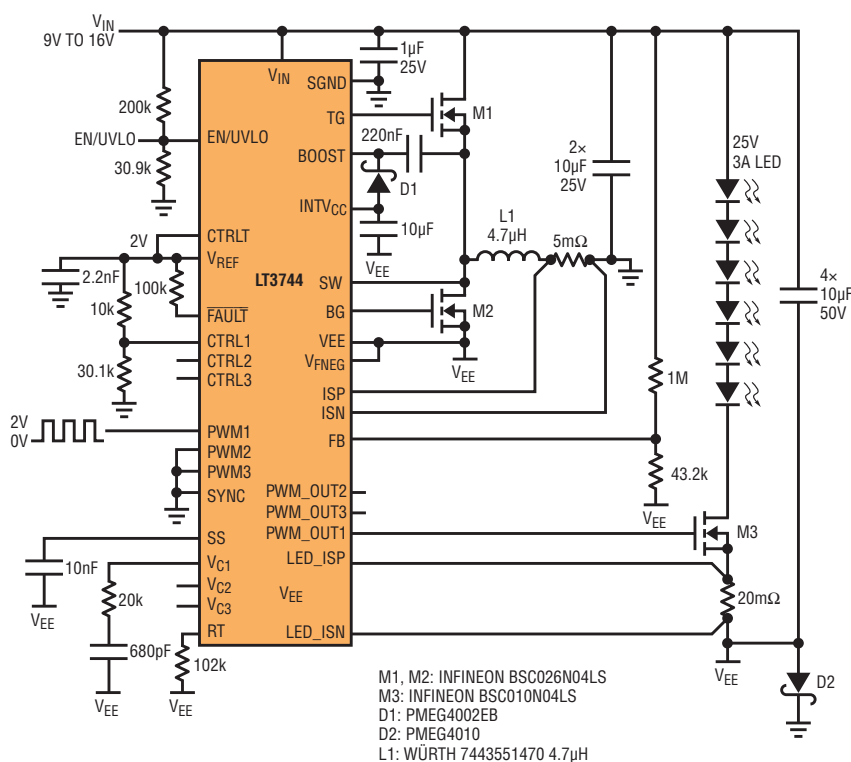 VIN
9V TO 16V
1µF
25V
VIN
SGND
200k
TG
M1
220nF
EN/UVLO
EN/UVLO
BOOST
2×
10µF
25V
25V
3A LED
30.9k
D1
INTVCC
10µF
L1
4.7µH
5mΩ
CTRLT
2V
VREF
VEE
2.2nF
LT3744
SW
4×
10µF
50V
100k
10k
FAULT
BG
M2
CTRL1
VEE
CTRL2
VFNEG
VEE
30.1k
CTRL3
ISP
1M
ISN
2V
0V
PWM1
FB
PWM2
43.2k
PWM3
SYNC
PWM_OUT2
PWM_OUT3
VEE
PWM_OUT1
M3
SS
LED_ISP
10nF
VC1
VC2
VEE
20mΩ
20k
VC3
VEE
RT
LED_ISN
680pF
102k
VEE
D2
VEE
VEE
M1, M2: INFINEON BSC026N04LS
M3: INFINEON BSC010N04LS
D1: PMEG4002EB
D2: PMEG4010
L1: WÜRTH 7443551470 4.7µH